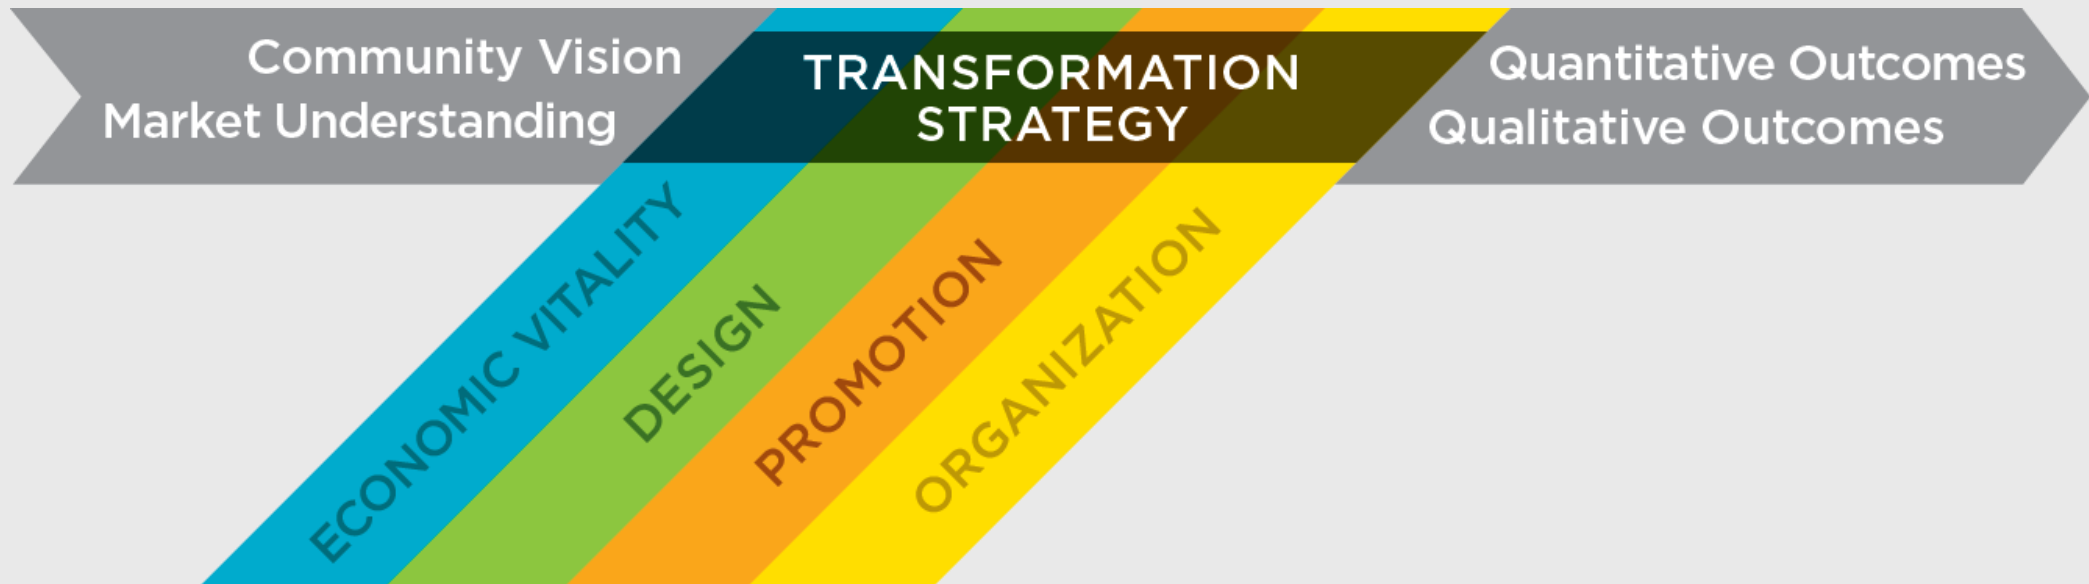 Community Vision
Market Understanding
TRANSFORMATION
STRATEGY
Quantitative Outcomes
Qualitative Outcomes
ECONOMIC VITALITY
DESIGN
PROMOTION
ORGANIZATION